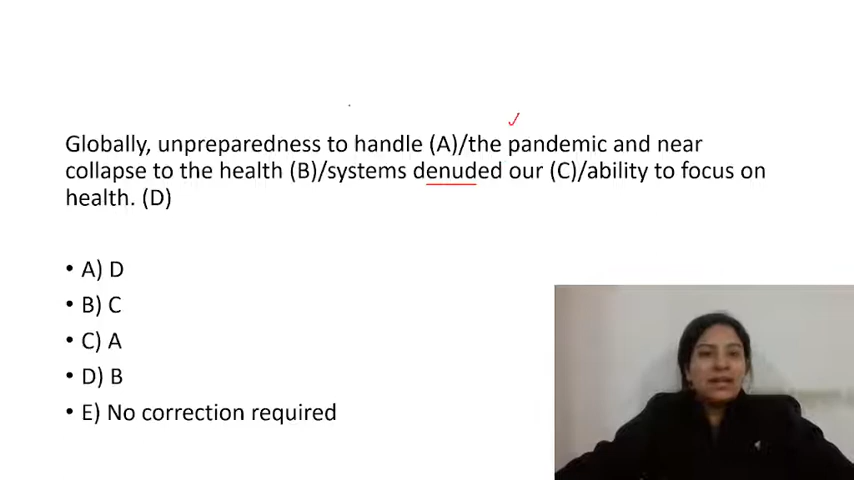 Globally, unpreparedness to handle (A)/the pandemic and near
collapse to the health (B)/systems denuded our (C)/ability to focus on
health. (D)
• A) D
• B) C
• C) A
• D) B
• E) No correction required